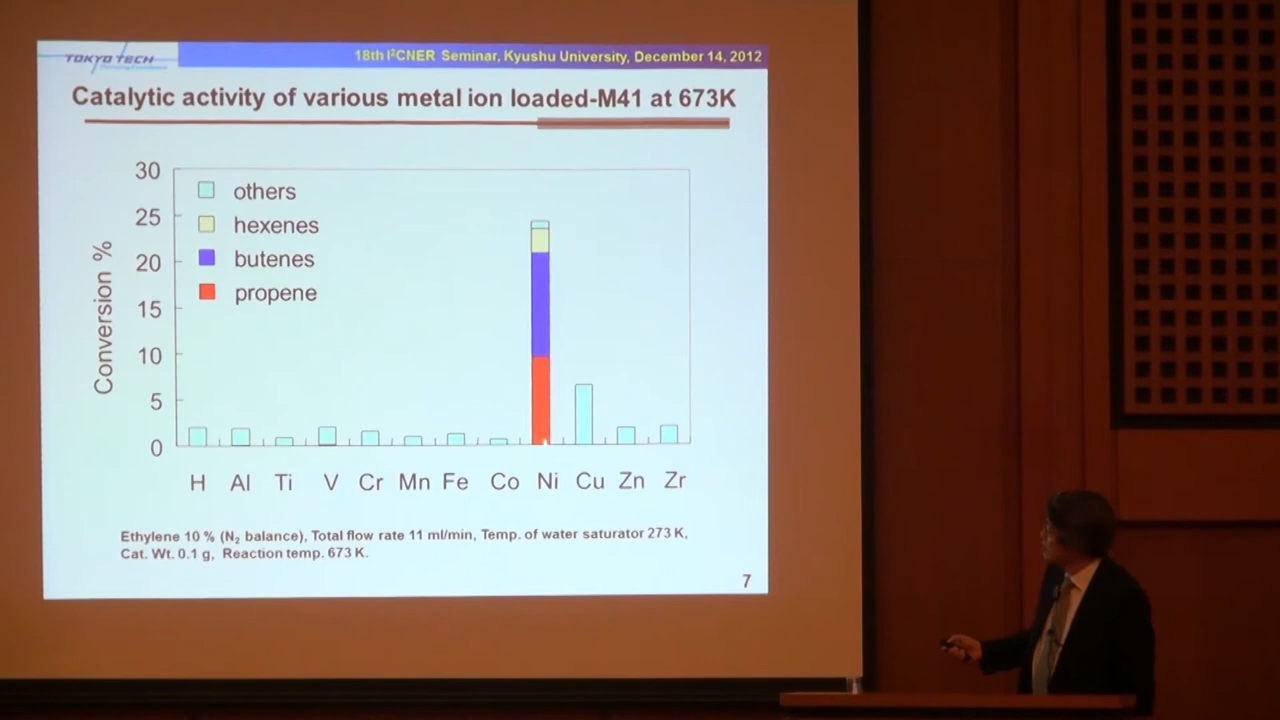 TOKYO TECH
18th I²CNER Seminar, Kyushu University, December 14, 2012
Catalytic activity of various metal ion loaded-M41 at 673K
Conversion %
30
25
20
15
10
5
0
others
hexenes
butenes
propene
H Al Ti V Cr Mn Fe Co Ni Cu Zn Zr
Ethylene 10 % (N₂ balance), Total flow rate 11 ml/min, Temp. of water saturator 273 K,
Cat. Wt. 0.1 g, Reaction temp. 673 K.
7